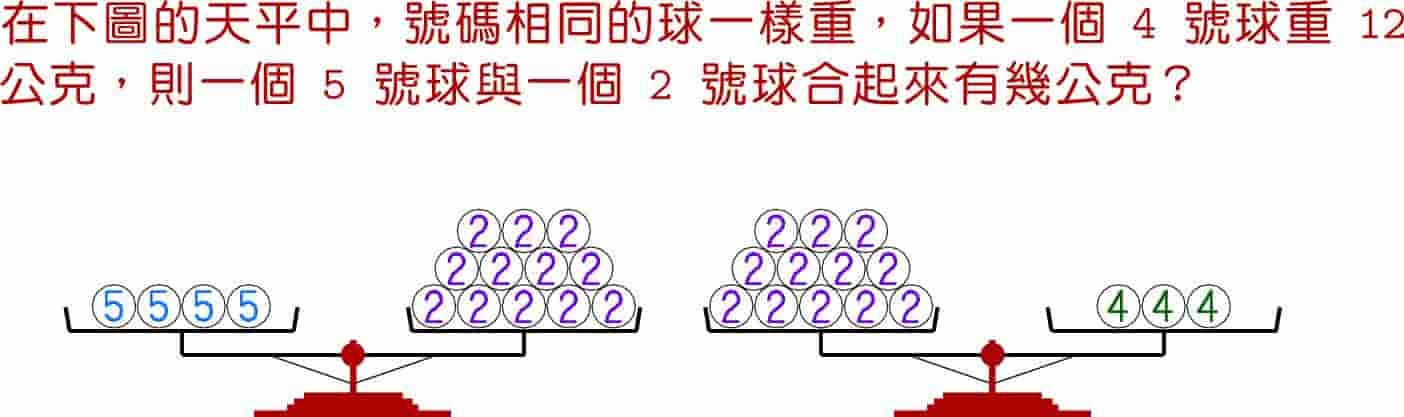 在下圖的天平中，號碼相同的球一樣重，如果一個 4 號球重 12
公克，則一個 5 號球與一個 2 號球合起來有幾公克？
2 2 2 2 2 2
2 2 2 2 2 2 2 2
5 5 5 5 2 2 2 2 2 2 2 2 2 2 4 4 4